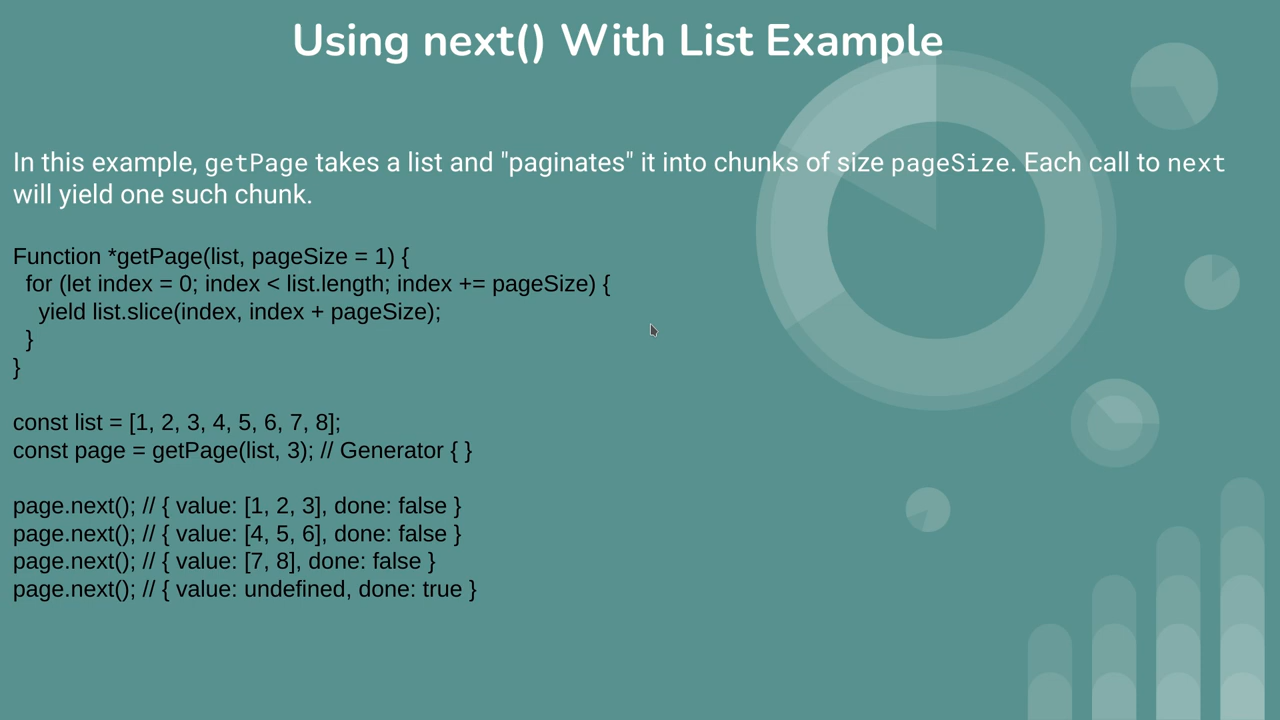 Using next() With List Example
In this example, getPage takes a list and "paginates" it into chunks of size pageSize. Each call to next
will yield one such chunk.
Function *getPage(list, pageSize = 1) {
for (let index = 0; index < list.length; index += pageSize) {
yield list.slice(index, index + pageSize);
}
}
const list = [1, 2, 3, 4, 5, 6, 7, 8];
const page = getPage(list, 3); // Generator { }
page.next(); // { value: [1, 2, 3], done: false }
page.next(); // { value: [4, 5, 6], done: false }
page.next(); // { value: [7, 8], done: false }
page.next(); // { value: undefined, done: true }